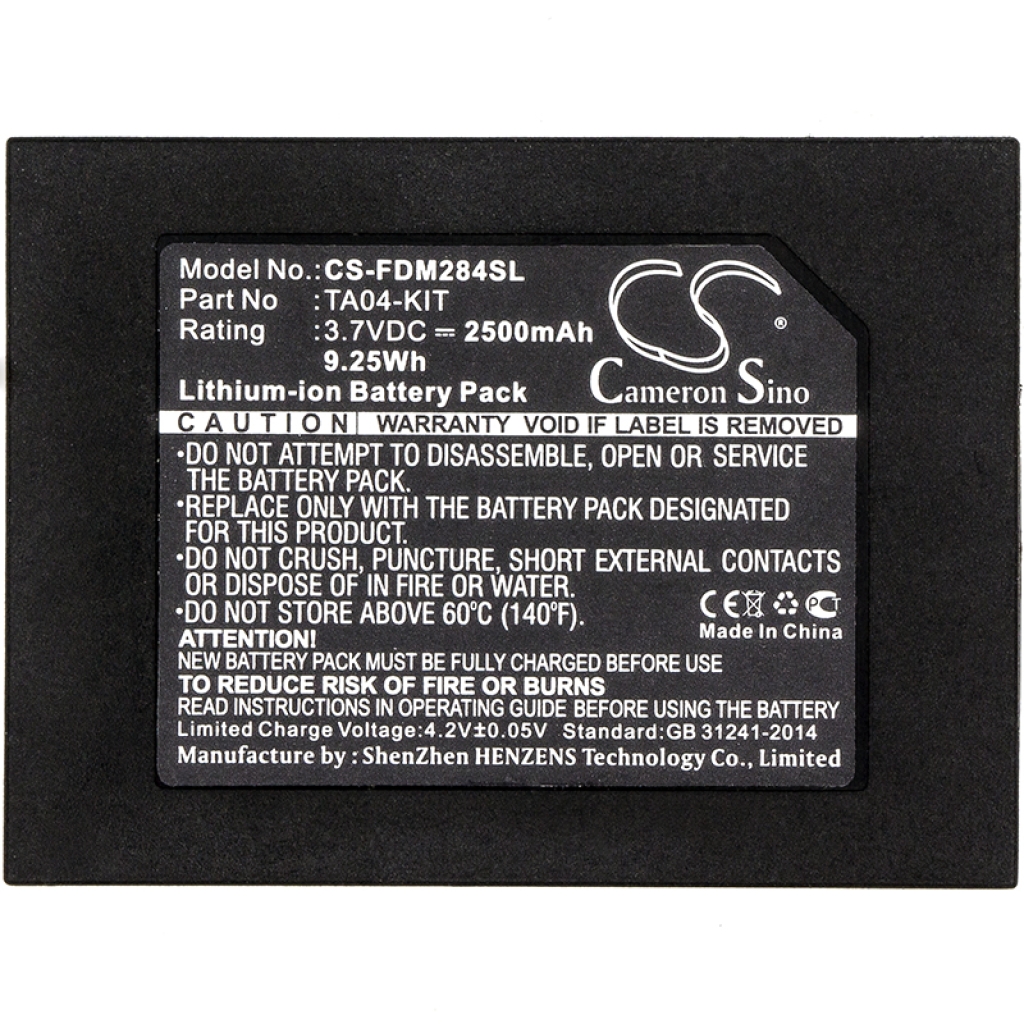 Model No.: CS-FDM284SL
Part No : TA04-KIT
Rating : 3.7VDC ⎓ 2500mAh
9.25Wh
Lithium-ion Battery Pack
CS
®
Cameron Sino
CAUTION| WARRANTY VOID IF LABEL IS REMOVED
•DO NOT ATTEMPT TO DISASSEMBLE, OPEN OR SERVICE
THE BATTERY PACK.
•REPLACE ONLY WITH THE BATTERY PACK DESIGNATED
FOR THIS PRODUCT.
•DO NOT CRUSH, PUNCTURE, SHORT EXTERNAL CONTACTS
OR DISPOSE OF IN FIRE OR WATER.
•DO NOT STORE ABOVE 60°C (140°F).
CE PCT
Made In China
ATTENTION!
NEW BATTERY PACK MUST BE FULLY CHARGED BEFORE USE
TO REDUCE RISK OF FIRE OR BURNS
READ INSTRUCTIONS IN OPERATING GUIDE BEFORE USING THE BATTERY
Limited Charge Voltage:4.2V±0.05V Standard:GB 31241-2014
Manufacture by : ShenZhen HENZENS Technology Co., Limited